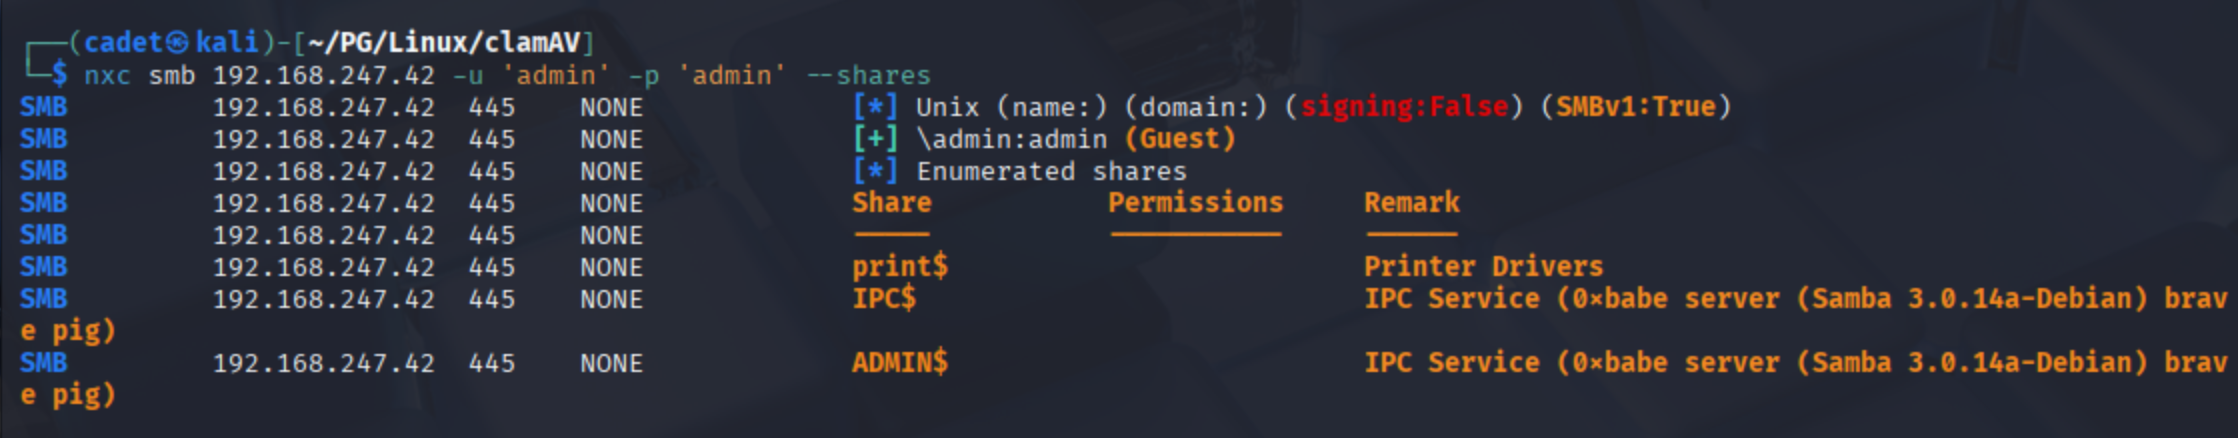 ┌──(cadet㉿kali)-[~/PG/Linux/clamAV]
└─$ nxc smb 192.168.247.42 -u 'admin' -p 'admin' --shares
SMB 192.168.247.42 445 NONE [*] Unix (name:) (domain:) (signing:False) (SMBv1:True)
SMB 192.168.247.42 445 NONE [+] \admin:admin (Guest)
SMB 192.168.247.42 445 NONE [*] Enumerated shares
SMB 192.168.247.42 445 NONE Share Permissions Remark
SMB 192.168.247.42 445 NONE ----- ----------- ------
SMB 192.168.247.42 445 NONE print$ Printer Drivers
SMB 192.168.247.42 445 NONE IPC$ IPC Service (0×babe server (Samba 3.0.14a-Debian) brav
e pig)
SMB 192.168.247.42 445 NONE ADMIN$ IPC Service (0×babe server (Samba 3.0.14a-Debian) brav
e pig)